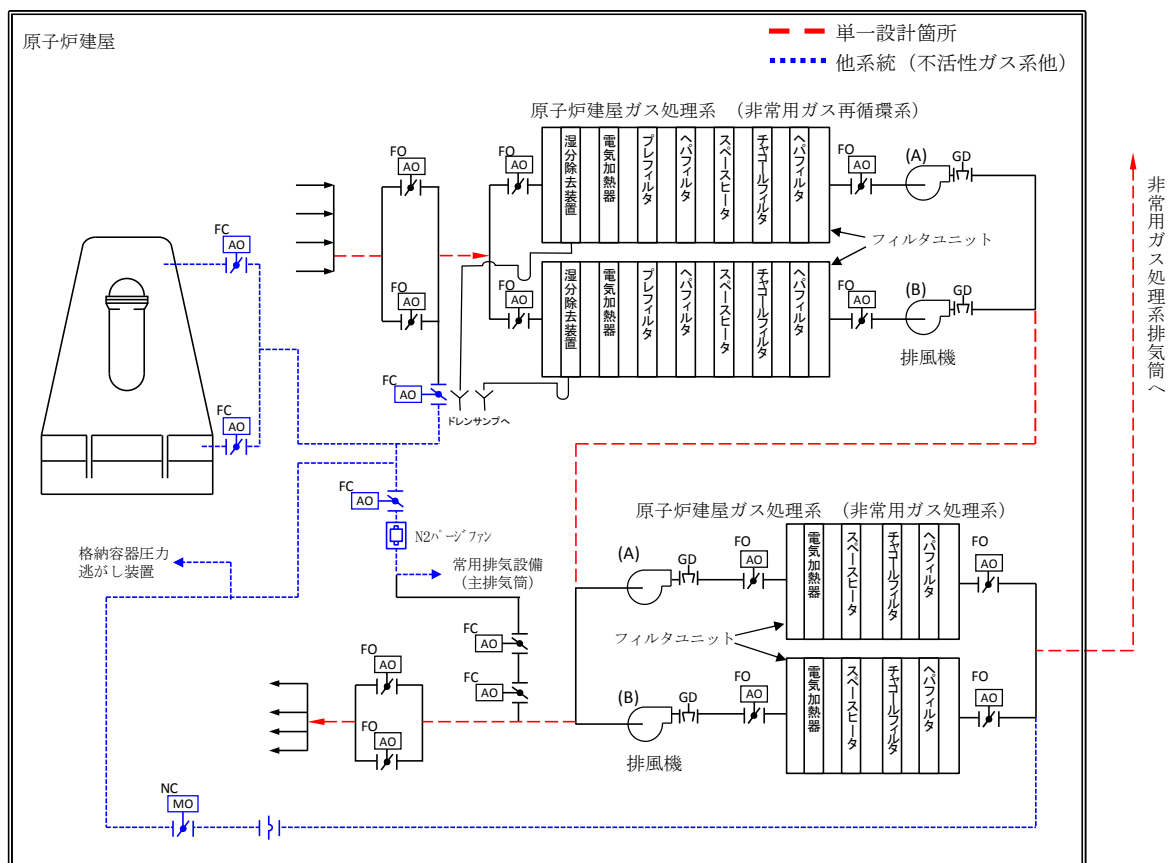 原子炉建屋
単一設計箇所
他系統（不活性ガス系他）
原子炉建屋ガス処理系　（非常用ガス再循環系）
FO
AO
FO
AO
湿分除去装置
電気加熱器
プレフィルタ
ヘパフィルタ
スペースヒータ
チャコールフィルタ
ヘパフィルタ
FO
AO
(A)
GD
フィルタユニット
FC
AO
FO
AO
FO
AO
湿分除去装置
電気加熱器
プレフィルタ
ヘパフィルタ
スペースヒータ
チャコールフィルタ
ヘパフィルタ
FO
AO
(B)
GD
排風機
非常用ガス処理系排気筒へ
FC
AO
FC
AO
ドレンサンプへ
FC
AO
N2パージファン
常用排気設備
（主排気筒）
格納容器圧力
逃がし装置
原子炉建屋ガス処理系　（非常用ガス処理系）
(A)
GD
FO
AO
電気加熱器
スペースヒータ
チャコールフィルタ
ヘパフィルタ
FO
AO
フィルタユニット
FC
AO
FC
AO
FO
AO
FO
AO
(B)
GD
FO
AO
電気加熱器
スペースヒータ
チャコールフィルタ
ヘパフィルタ
FO
AO
排風機
NC
MO